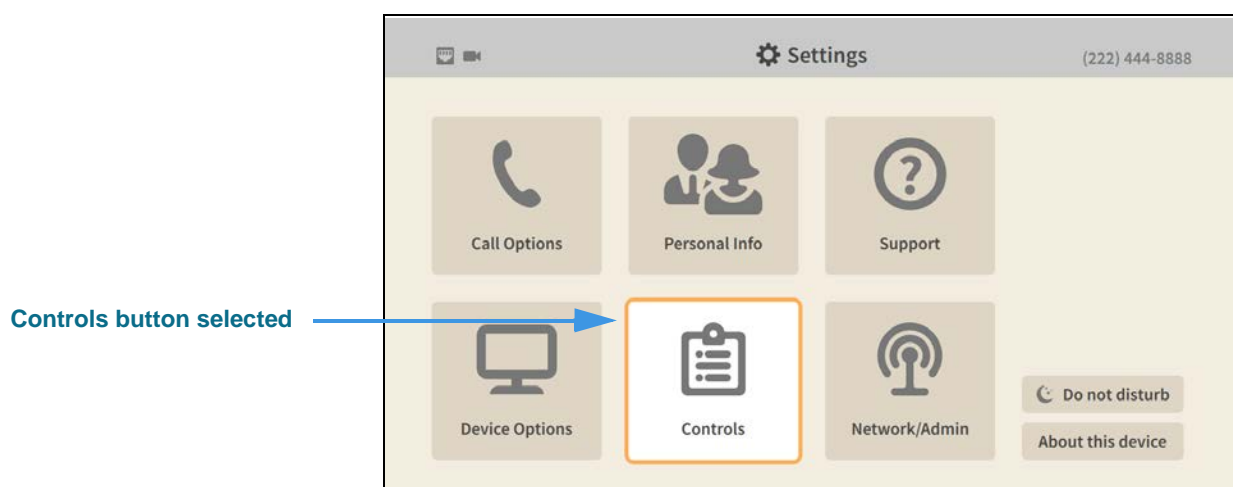 Settings
(222) 444-8888
Call Options
Personal Info
Support
Controls button selected
Device Options
Controls
Network/Admin
Do not disturb
About this device